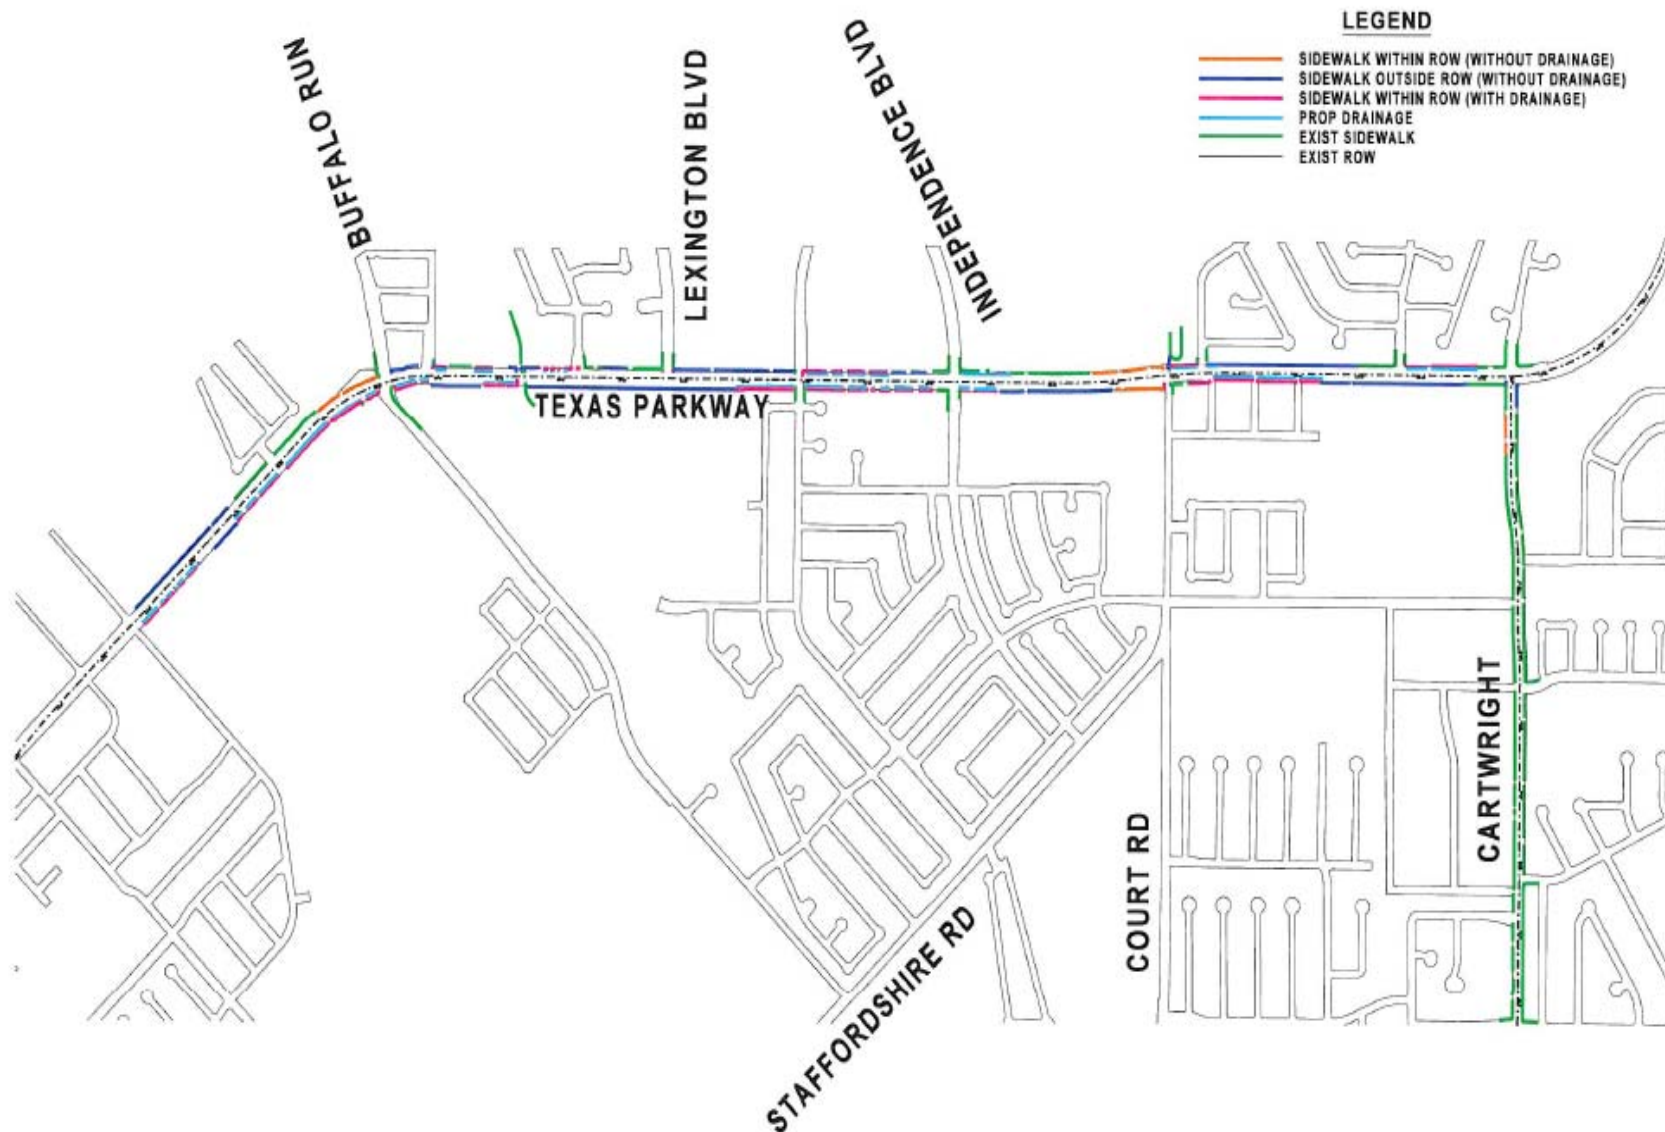 LEGEND
SIDEWALK WITHIN ROW (WITHOUT DRAINAGE)
SIDEWALK OUTSIDE ROW (WITHOUT DRAINAGE)
SIDEWALK WITHIN ROW (WITH DRAINAGE)
PROP DRAINAGE
EXIST SIDEWALK
EXIST ROW
BUFFALO RUN
LEXINGTON BLVD
INDEPENDENCE BLVD
TEXAS PARKWAY
CARTWRIGHT
COURT RD
STAFFORDSHIRE RD